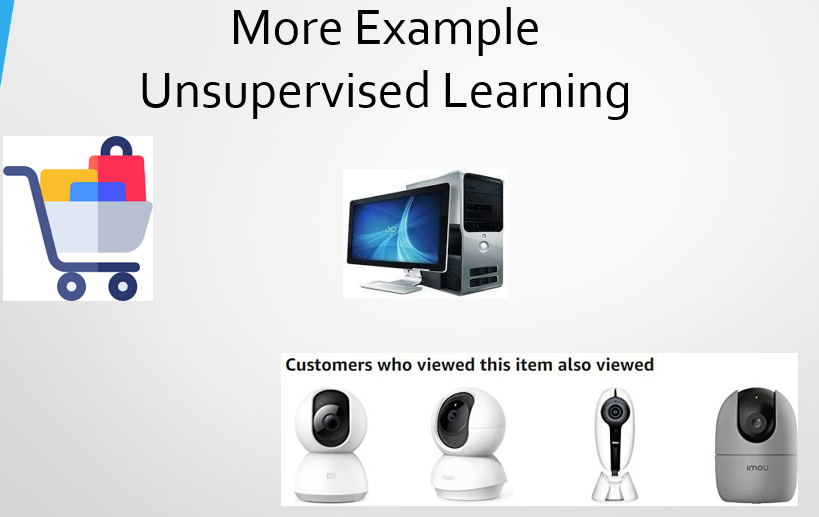 More Example
Unsupervised Learning
Customers who viewed this item also viewed
imou